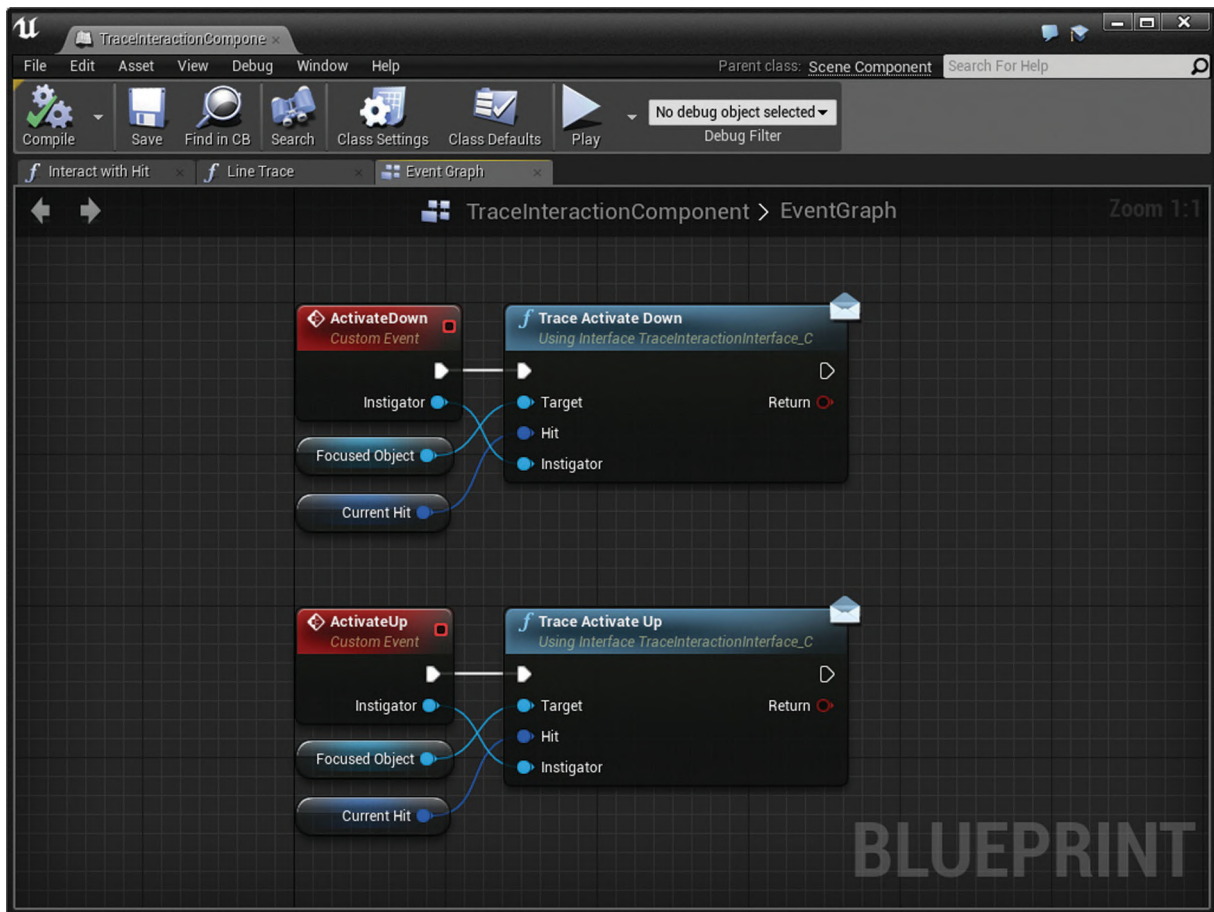 TraceInteractionCompone
File Edit Asset View Debug Window Help
Parent class: Scene Component
Search For Help
Compile Save Find in CB Search Class Settings Class Defaults Play
No debug object selected
Debug Filter
Interact with Hit
Line Trace
Event Graph
TraceInteractionComponent > EventGraph
Zoom 1:1
ActivateDown
Custom Event
Instigator
Focused Object
Current Hit
f Trace Activate Down
Using Interface TraceInteractionInterface_C
Target
Return
Hit
Instigator
ActivateUp
Custom Event
Instigator
Focused Object
Current Hit
f Trace Activate Up
Using Interface TraceInteractionInterface_C
Target
Return
Hit
Instigator
BLUEPRINT